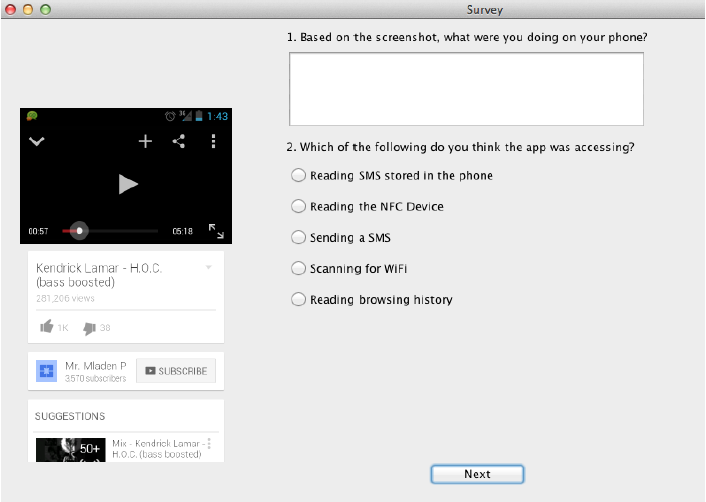 Survey
1. Based on the screenshot, what were you doing on your phone?
2. Which of the following do you think the app was accessing?
Reading SMS stored in the phone
Reading the NFC Device
Sending a SMS
Scanning for WiFi
Reading browsing history
Next
3G 1:43
00:57 05:18
Kendrick Lamar - H.O.C.
(bass boosted)
281,206 views
1K 38
Mr. Mladen P
3,570 subscribers
SUBSCRIBE
SUGGESTIONS
50+
Mix - Kendrick Lamar -
H.O.C. (bass boosted)